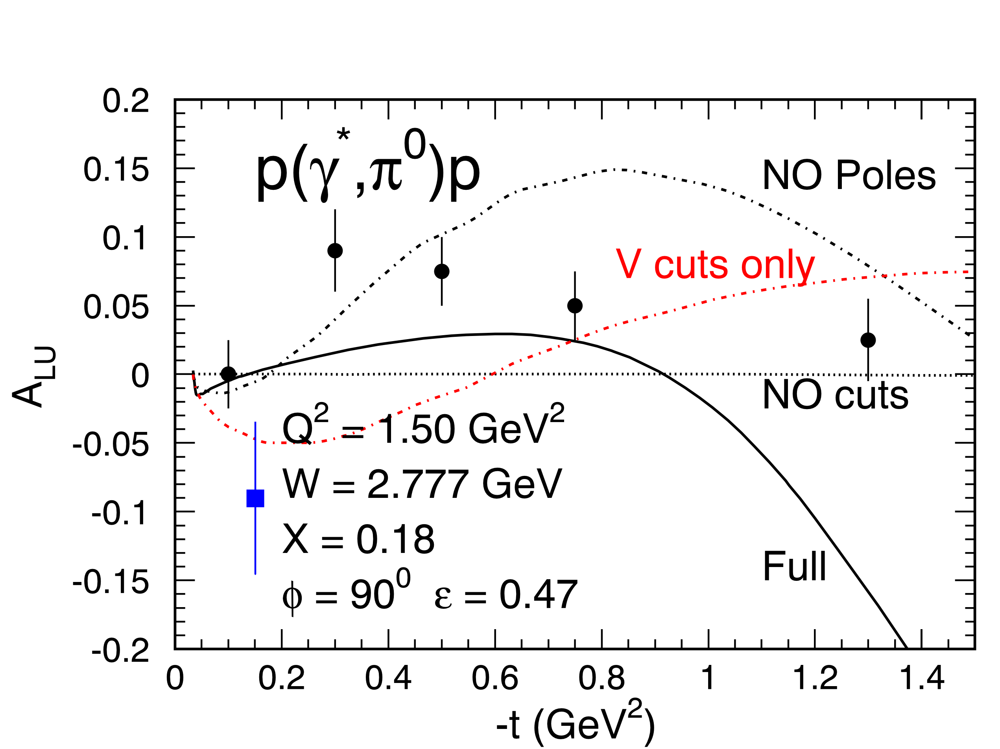 0.2
0.15
0.1
0.05
0
-0.05
-0.1
-0.15
-0.2
A_LU
p(γ*,π⁰)p
NO Poles
V cuts only
NO cuts
Q² = 1.50 GeV²
W = 2.777 GeV
X = 0.18
ϕ = 90⁰ ε = 0.47
Full
0 0.2 0.4 0.6 0.8 1 1.2 1.4
-t (GeV²)